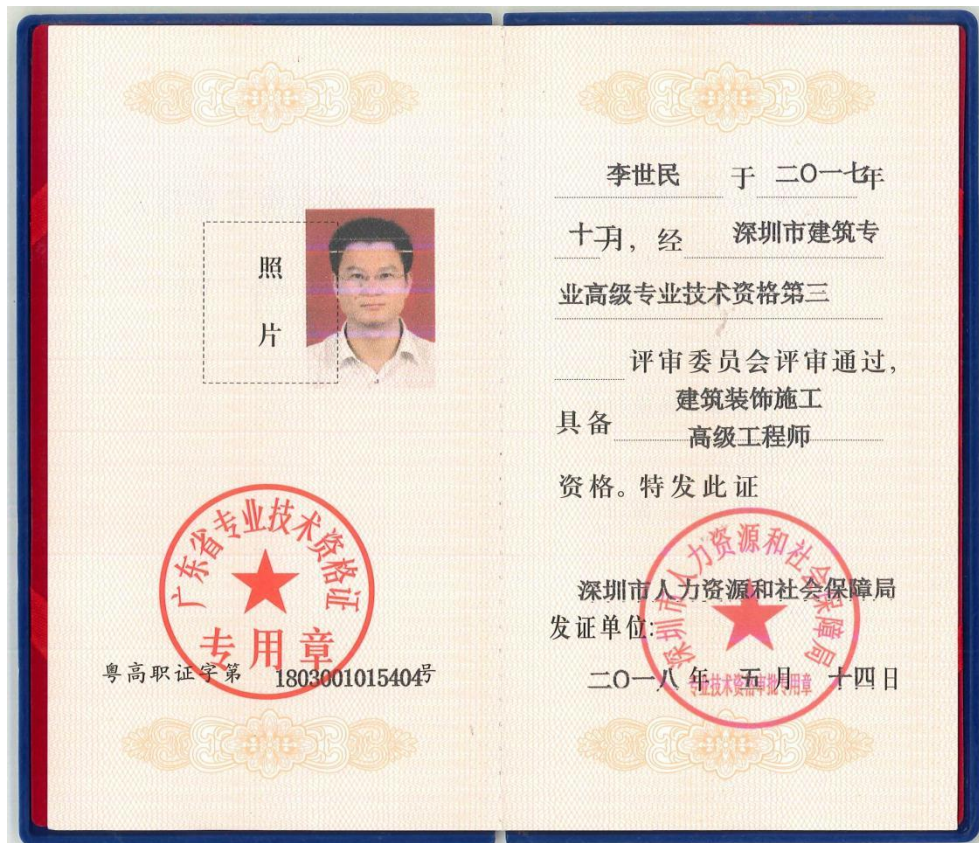 照
片
广东省专业技术资格证
专用章
粤高职证字第 1803001015404号
李世民 于 二〇一七年
月，经 深圳市建筑专
业高级专业技术资格第三
评审委员会评审通过,
具备 建筑装饰施工
高级工程师
资格。特发此证
深圳市人力资源和社会保障局
深圳市人力资源和社会保障局
发证单位:
二〇一八 年 五 月 十四 日
专业技术资格审批专用章